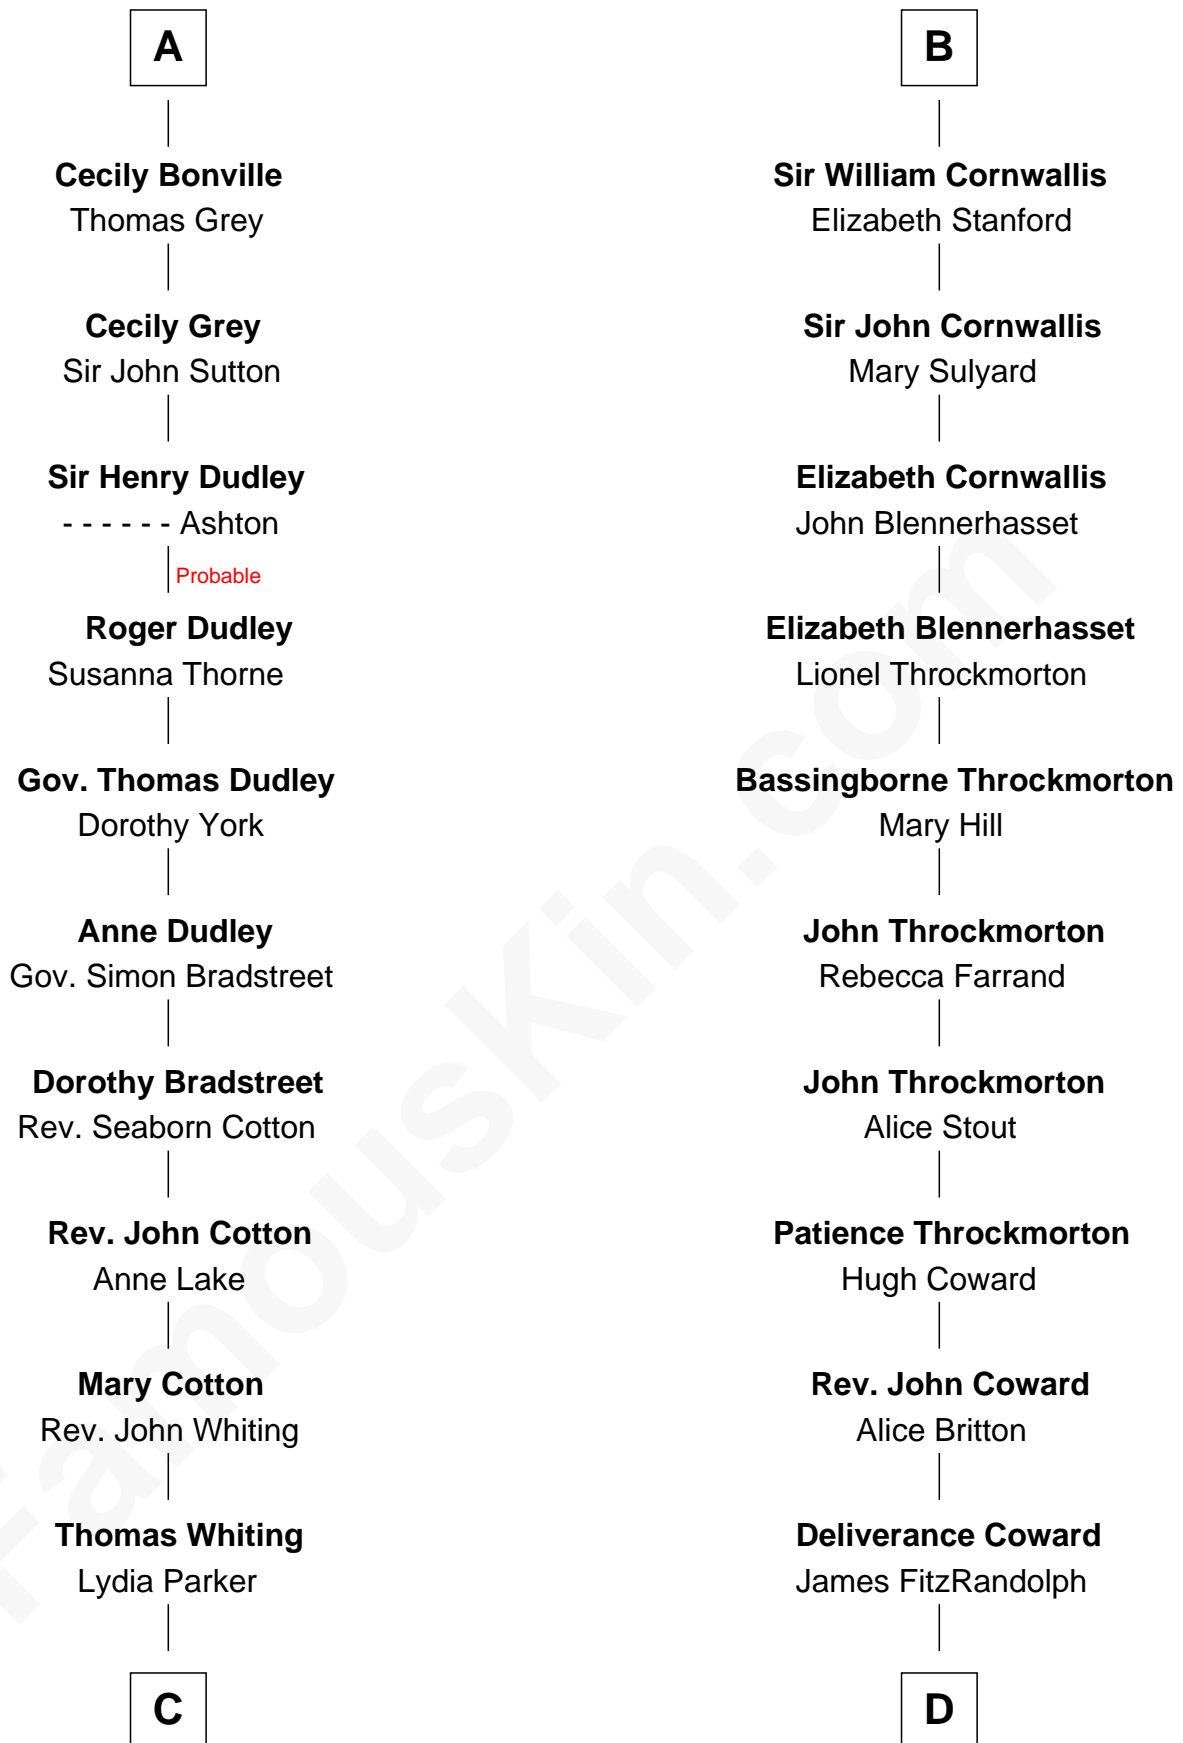 A
Cecily Bonville
Thomas Grey
Cecily Grey
Sir John Sutton
Sir Henry Dudley
- - - - - - Ashton
Probable
Roger Dudley
Susanna Thorne
Gov. Thomas Dudley
Dorothy York
Anne Dudley
Gov. Simon Bradstreet
Dorothy Bradstreet
Rev. Seaborn Cotton
Rev. John Cotton
Anne Lake
Mary Cotton
Rev. John Whiting
Thomas Whiting
Lydia Parker
C
B
Sir William Cornwallis
Elizabeth Stanford
Sir John Cornwallis
Mary Sulyard
Elizabeth Cornwallis
John Blennerhasset
Elizabeth Blennerhasset
Lionel Throckmorton
Bassingborne Throckmorton
Mary Hill
John Throckmorton
Rebecca Farrand
John Throckmorton
Alice Stout
Patience Throckmorton
Hugh Coward
Rev. John Coward
Alice Britton
Deliverance Coward
James FitzRandolph
D
FamousKin.com